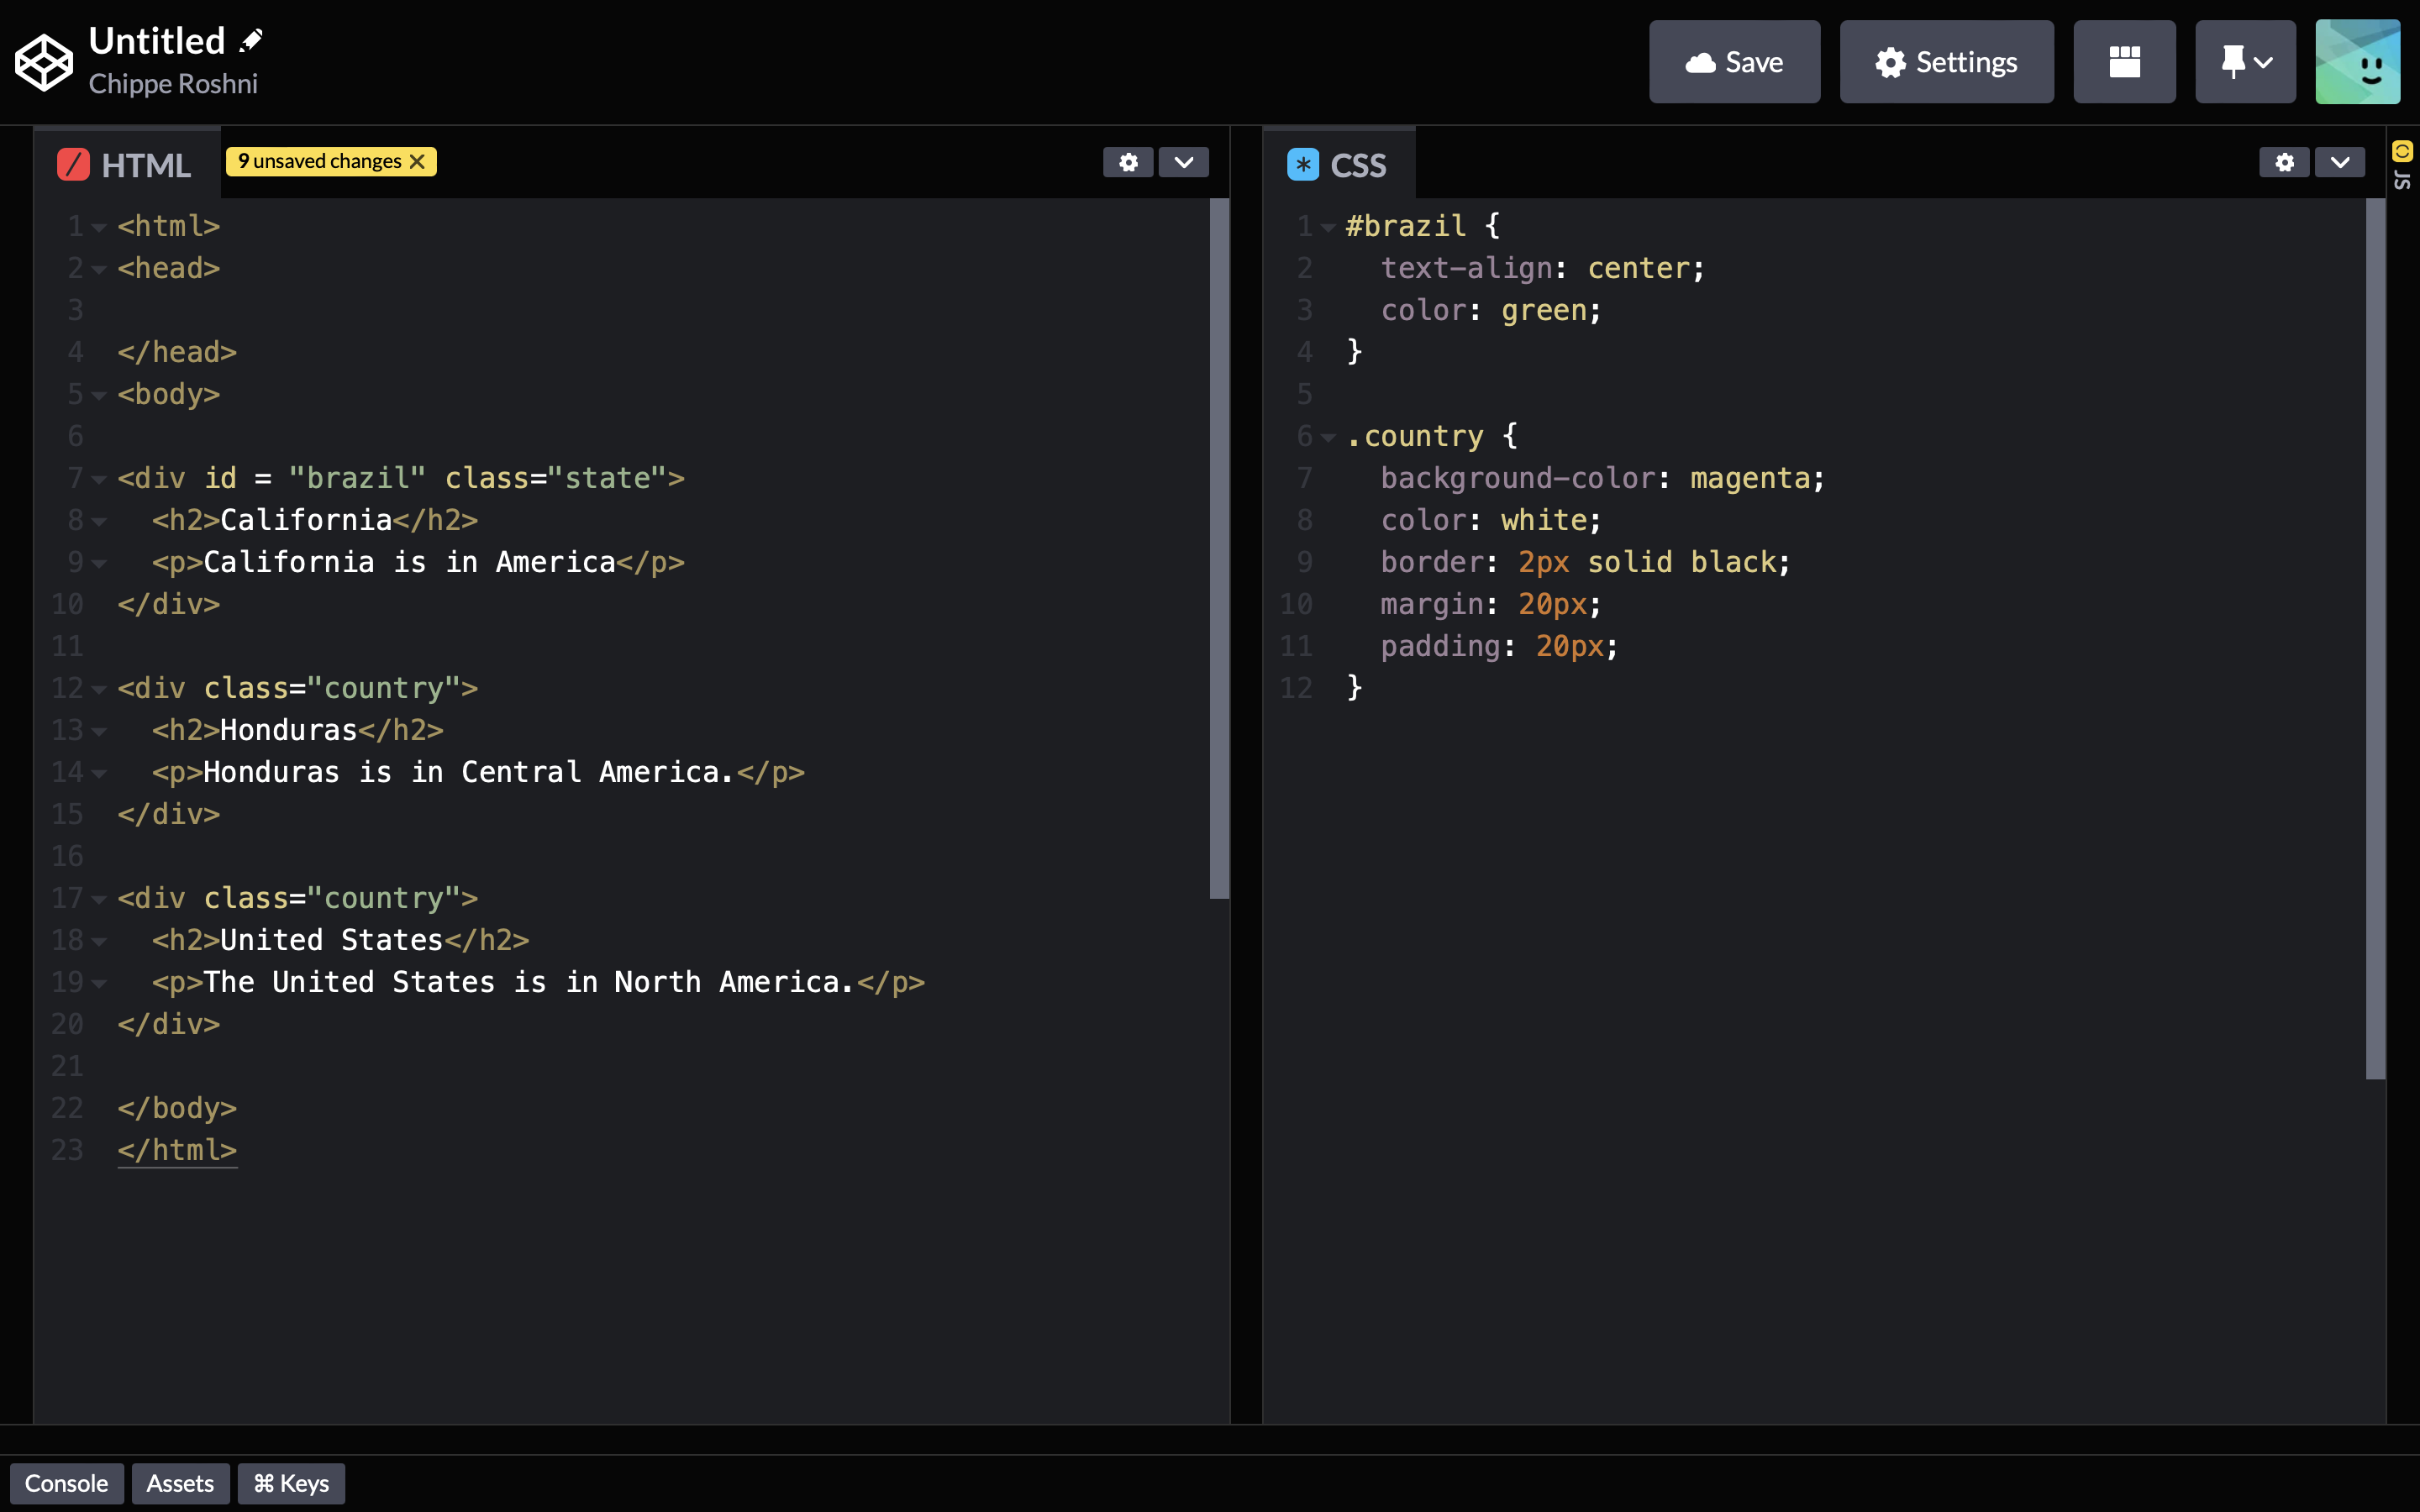 Untitled
Chippe Roshni
Save
Settings
HTML
9 unsaved changes
1 <html>
2 <head>
3
4 </head>
5 <body>
6
7 <div id = "brazil" class="state">
8   <h2>California</h2>
9   <p>California is in America</p>
10 </div>
11
12 <div class="country">
13   <h2>Honduras</h2>
14   <p>Honduras is in Central America.</p>
15 </div>
16
17 <div class="country">
18   <h2>United States</h2>
19   <p>The United States is in North America.</p>
20 </div>
21
22 </body>
23 </html>
CSS
1 #brazil {
2   text-align: center;
3   color: green;
4 }
5
6 .country {
7   background-color: magenta;
8   color: white;
9   border: 2px solid black;
10   margin: 20px;
11   padding: 20px;
12 }
JS
Console
Assets
⌘ Keys